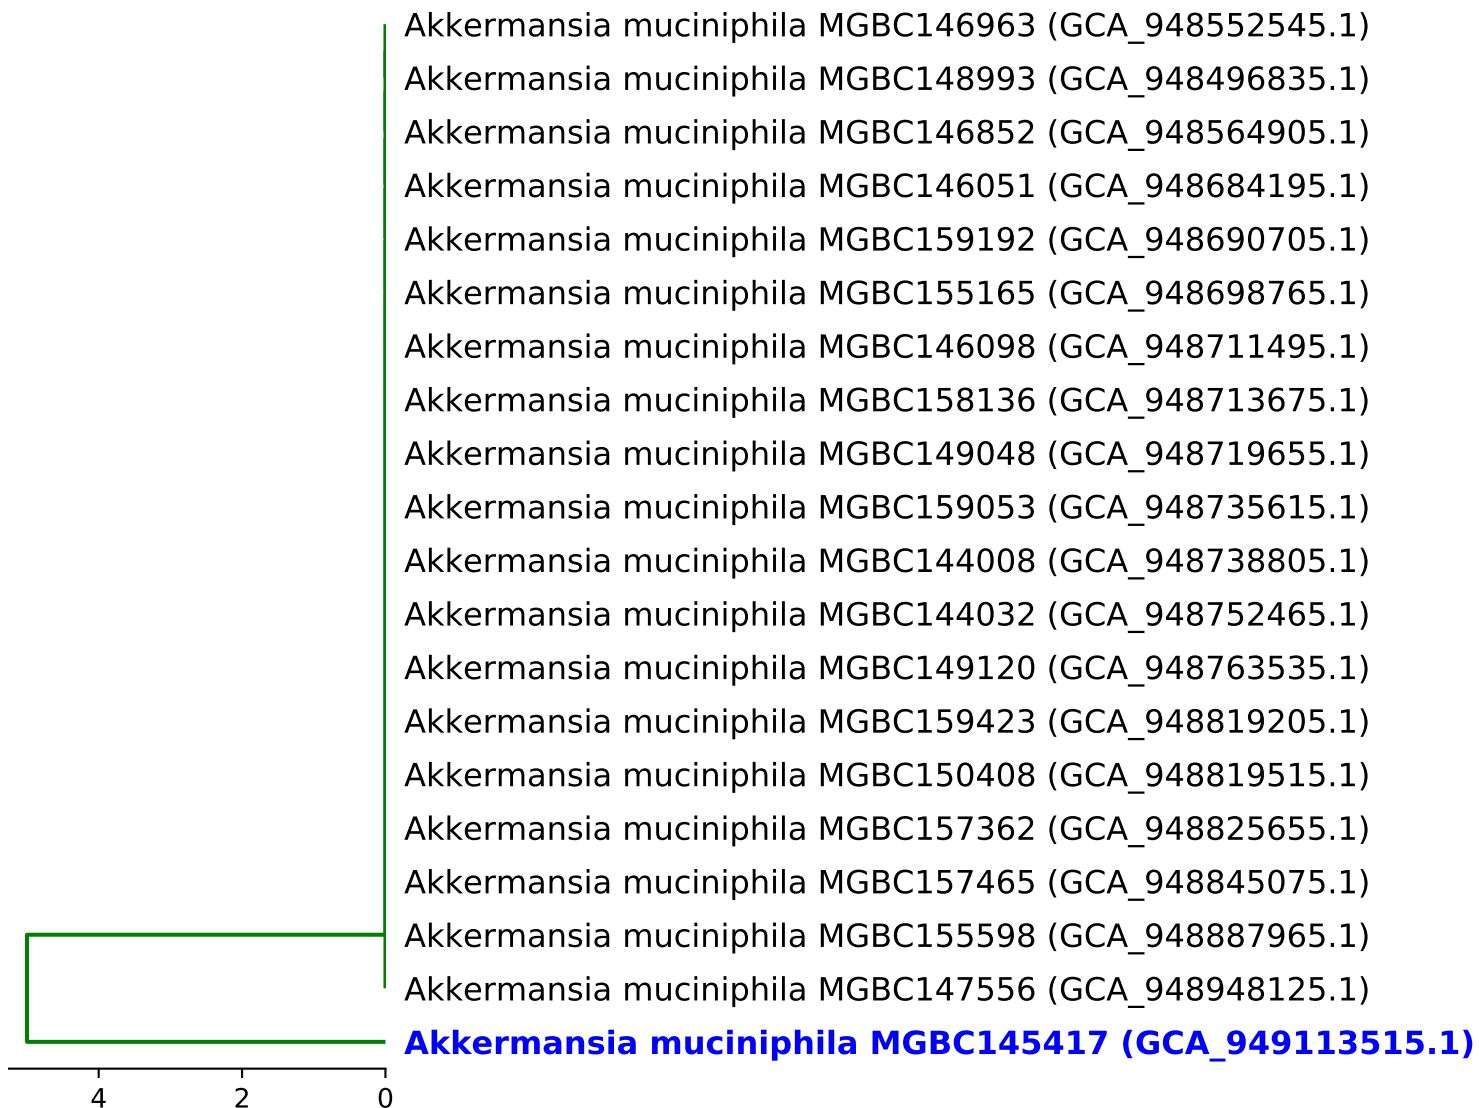 Akkermansia muciniphila MGBC146963 (GCA_948552545.1)
Akkermansia muciniphila MGBC148993 (GCA_948496835.1)
Akkermansia muciniphila MGBC146852 (GCA_948564905.1)
Akkermansia muciniphila MGBC146051 (GCA_948684195.1)
Akkermansia muciniphila MGBC159192 (GCA_948690705.1)
Akkermansia muciniphila MGBC155165 (GCA_948698765.1)
Akkermansia muciniphila MGBC146098 (GCA_948711495.1)
Akkermansia muciniphila MGBC158136 (GCA_948713675.1)
Akkermansia muciniphila MGBC149048 (GCA_948719655.1)
Akkermansia muciniphila MGBC159053 (GCA_948735615.1)
Akkermansia muciniphila MGBC144008 (GCA_948738805.1)
Akkermansia muciniphila MGBC144032 (GCA_948752465.1)
Akkermansia muciniphila MGBC149120 (GCA_948763535.1)
Akkermansia muciniphila MGBC159423 (GCA_948819205.1)
Akkermansia muciniphila MGBC150408 (GCA_948819515.1)
Akkermansia muciniphila MGBC157362 (GCA_948825655.1)
Akkermansia muciniphila MGBC157465 (GCA_948845075.1)
Akkermansia muciniphila MGBC155598 (GCA_948887965.1)
Akkermansia muciniphila MGBC147556 (GCA_948948125.1)
Akkermansia muciniphila MGBC145417 (GCA_949113515.1)
4 2 0